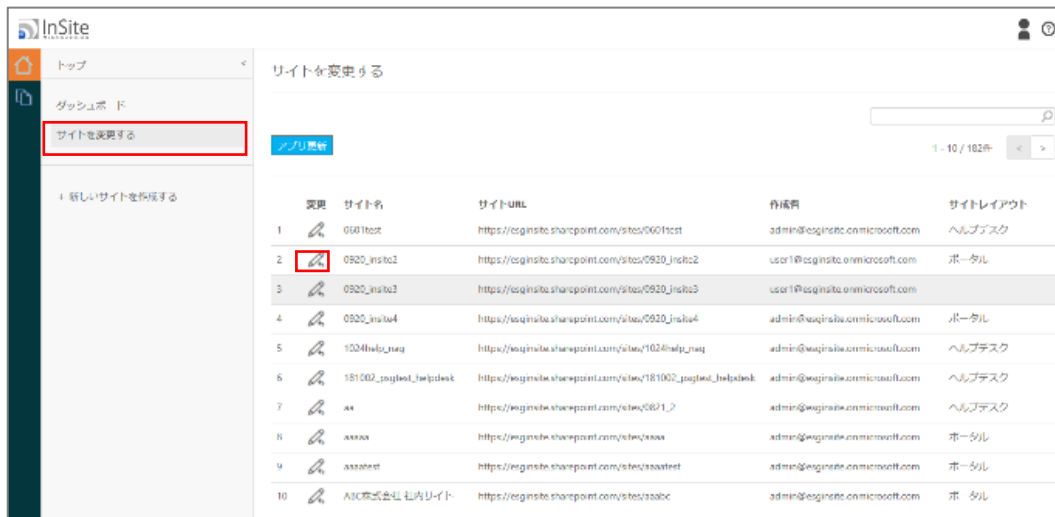 InSite
トップ <
サイトを変更する
ダッシュボード
サイトを変更する
アプリ更新
1 - 10 / 182件 < >
+ 新しいサイトを作成する
変更 サイト名 サイトURL 作成者 サイトレイアウト
1 0601test https://esginsite.sharepoint.com/sites/0601test admin@esginsite.onmicrosoft.com ヘルプデスク
2 0920_insite2 https://esginsite.sharepoint.com/sites/0920_insite2 user1@esginsite.onmicrosoft.com ポータル
3 0920_insite3 https://esginsite.sharepoint.com/sites/0920_insite3 user1@esginsite.onmicrosoft.com
4 0920_insite4 https://esginsite.sharepoint.com/sites/0920_insite4 admin@esginsite.onmicrosoft.com ポータル
5 1024help_nag https://esginsite.sharepoint.com/sites/1024help_nag admin@esginsite.onmicrosoft.com ヘルプデスク
6 181002_psgtest_helpdesk https://esginsite.sharepoint.com/sites/181002_psgtest_helpdesk admin@esginsite.onmicrosoft.com ヘルプデスク
7 aa https://esginsite.sharepoint.com/sites/0821_2 admin@esginsite.onmicrosoft.com ヘルプデスク
8 aaaaa https://esginsite.sharepoint.com/sites/aaaa admin@esginsite.onmicrosoft.com ポータル
9 aaaatest https://esginsite.sharepoint.com/sites/aaaatest admin@esginsite.onmicrosoft.com ポータル
10 ABC株式会社 社内サイト https://esginsite.sharepoint.com/sites/aaabc admin@esginsite.onmicrosoft.com ポータル